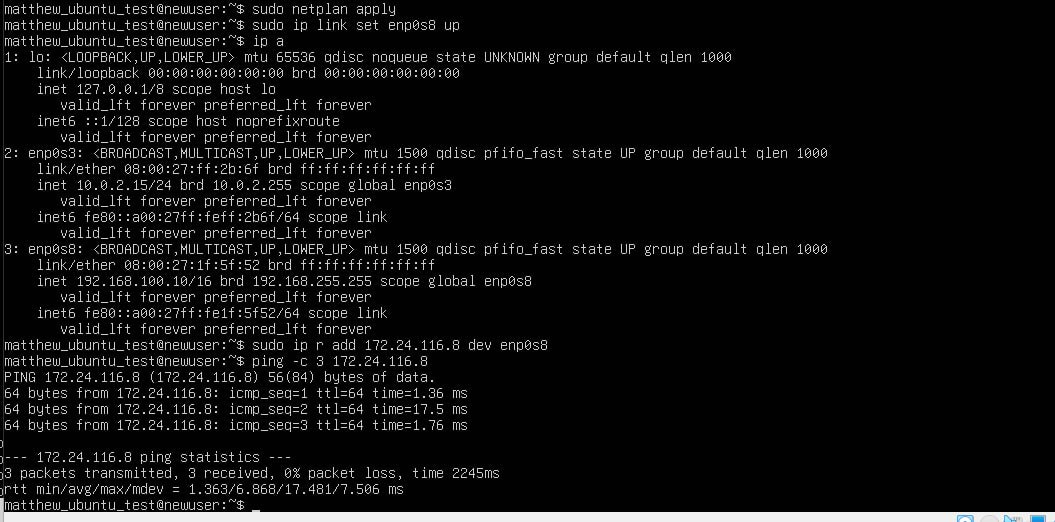 matthew_ubuntu_test@newuser:~$ sudo netplan apply
matthew_ubuntu_test@newuser:~$ sudo ip link set enp0s8 up
matthew_ubuntu_test@newuser:~$ ip a
1: lo: <LOOPBACK,UP,LOWER_UP> mtu 65536 qdisc noqueue state UNKNOWN group default qlen 1000
    link/loopback 00:00:00:00:00:00 brd 00:00:00:00:00:00
    inet 127.0.0.1/8 scope host lo
       valid_lft forever preferred_lft forever
    inet6 ::1/128 scope host noprefixroute
       valid_lft forever preferred_lft forever
2: enp0s3: <BROADCAST,MULTICAST,UP,LOWER_UP> mtu 1500 qdisc pfifo_fast state UP group default qlen 1000
    link/ether 08:00:27:ff:2b:6f brd ff:ff:ff:ff:ff:ff
    inet 10.0.2.15/24 brd 10.0.2.255 scope global enp0s3
       valid_lft forever preferred_lft forever
    inet6 fe80::a00:27ff:feff:2b6f/64 scope link
       valid_lft forever preferred_lft forever
3: enp0s8: <BROADCAST,MULTICAST,UP,LOWER_UP> mtu 1500 qdisc pfifo_fast state UP group default qlen 1000
    link/ether 08:00:27:1f:5f:52 brd ff:ff:ff:ff:ff:ff
    inet 192.168.100.10/16 brd 192.168.255.255 scope global enp0s8
       valid_lft forever preferred_lft forever
    inet6 fe80::a00:27ff:fe1f:5f52/64 scope link
       valid_lft forever preferred_lft forever
matthew_ubuntu_test@newuser:~$ sudo ip r add 172.24.116.8 dev enp0s8
matthew_ubuntu_test@newuser:~$ ping -c 3 172.24.116.8
PING 172.24.116.8 (172.24.116.8) 56(84) bytes of data.
64 bytes from 172.24.116.8: icmp_seq=1 ttl=64 time=1.36 ms
64 bytes from 172.24.116.8: icmp_seq=2 ttl=64 time=17.5 ms
64 bytes from 172.24.116.8: icmp_seq=3 ttl=64 time=1.76 ms

--- 172.24.116.8 ping statistics ---
3 packets transmitted, 3 received, 0% packet loss, time 2245ms
rtt min/avg/max/mdev = 1.363/6.868/17.481/7.506 ms
matthew_ubuntu_test@newuser:~$ _